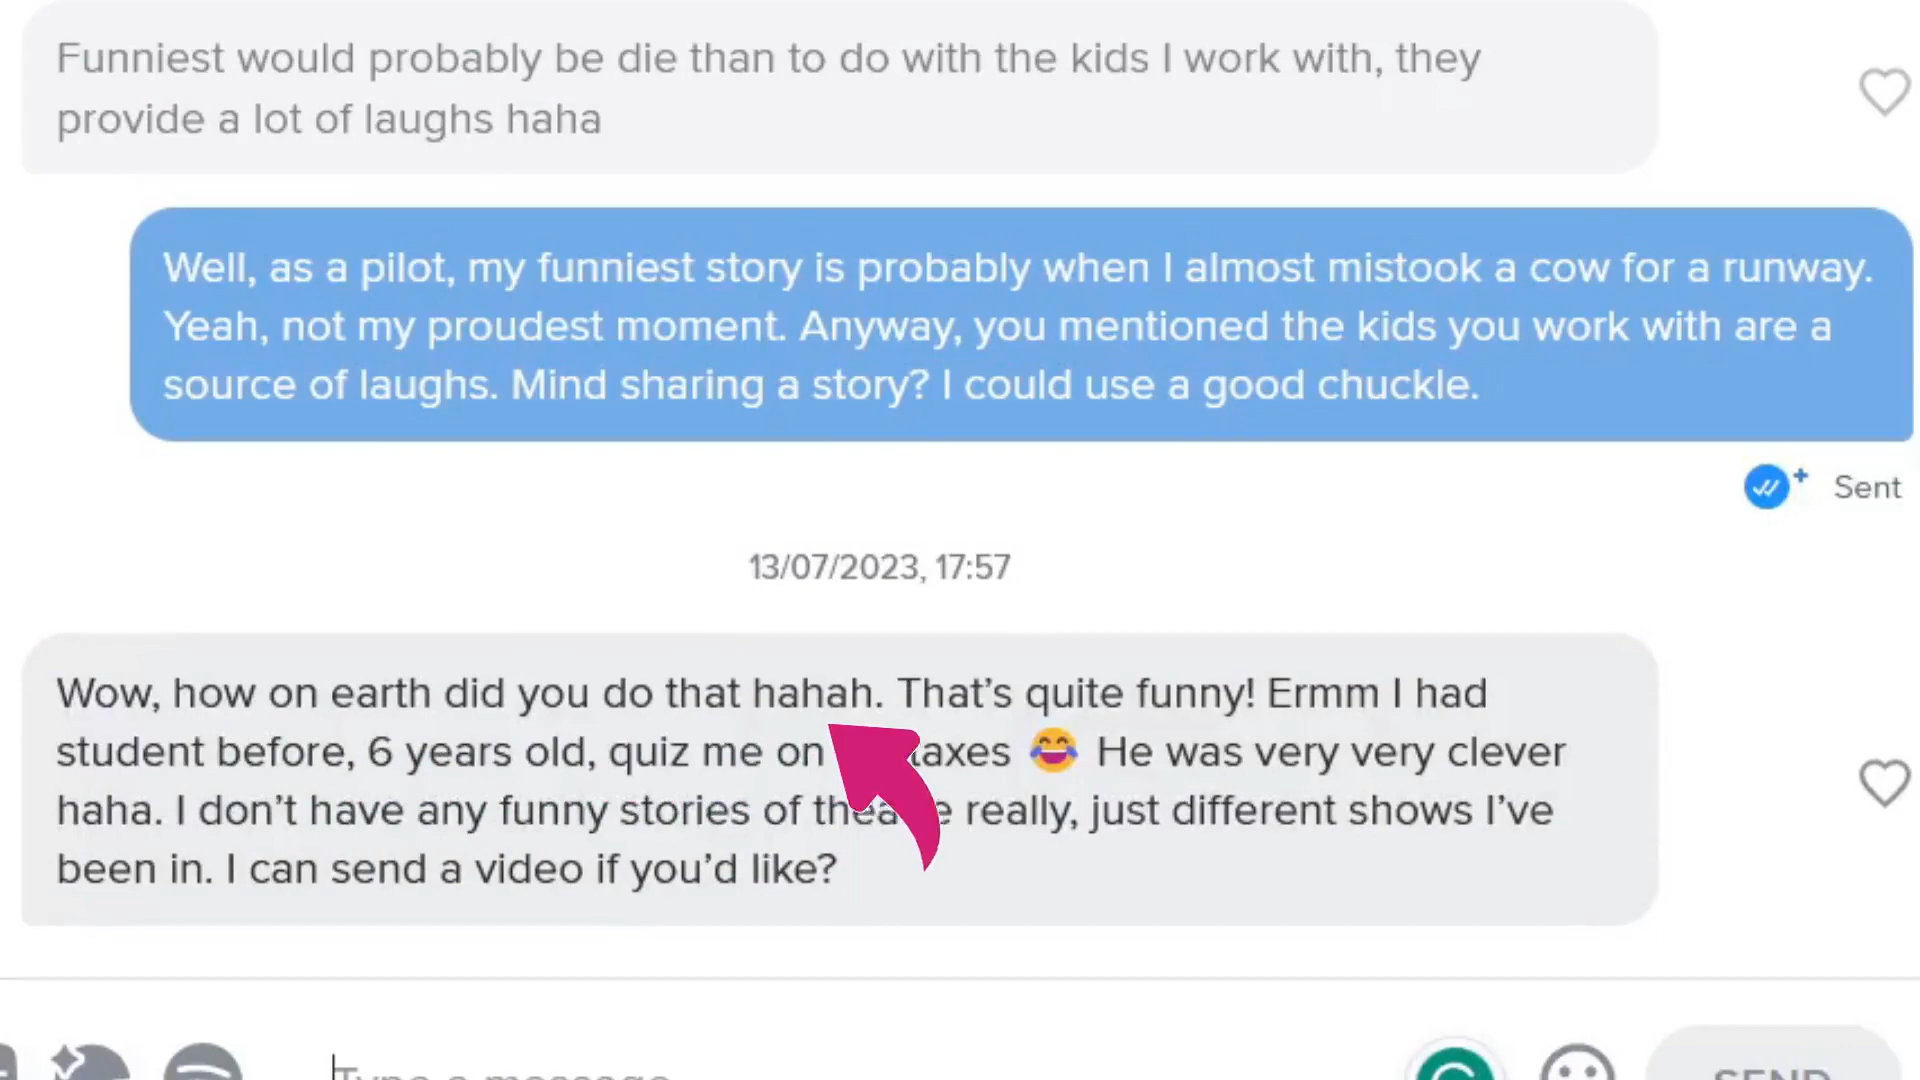 Funniest would probably be die than to do with the kids I work with, they
provide a lot of laughs haha
Well, as a pilot, my funniest story is probably when I almost mistook a cow for a runway.
Yeah, not my proudest moment. Anyway, you mentioned the kids you work with are a
source of laughs. Mind sharing a story? I could use a good chuckle.
Sent
13/07/2023, 17:57
Wow, how on earth did you do that hahah. That's quite funny! Ermm I had
student before, 6 years old, quiz me on taxes 😂 He was very very clever
haha. I don't have any funny stories of really, just different shows I've
been in. I can send a video if you'd like?
Type a message
SEND